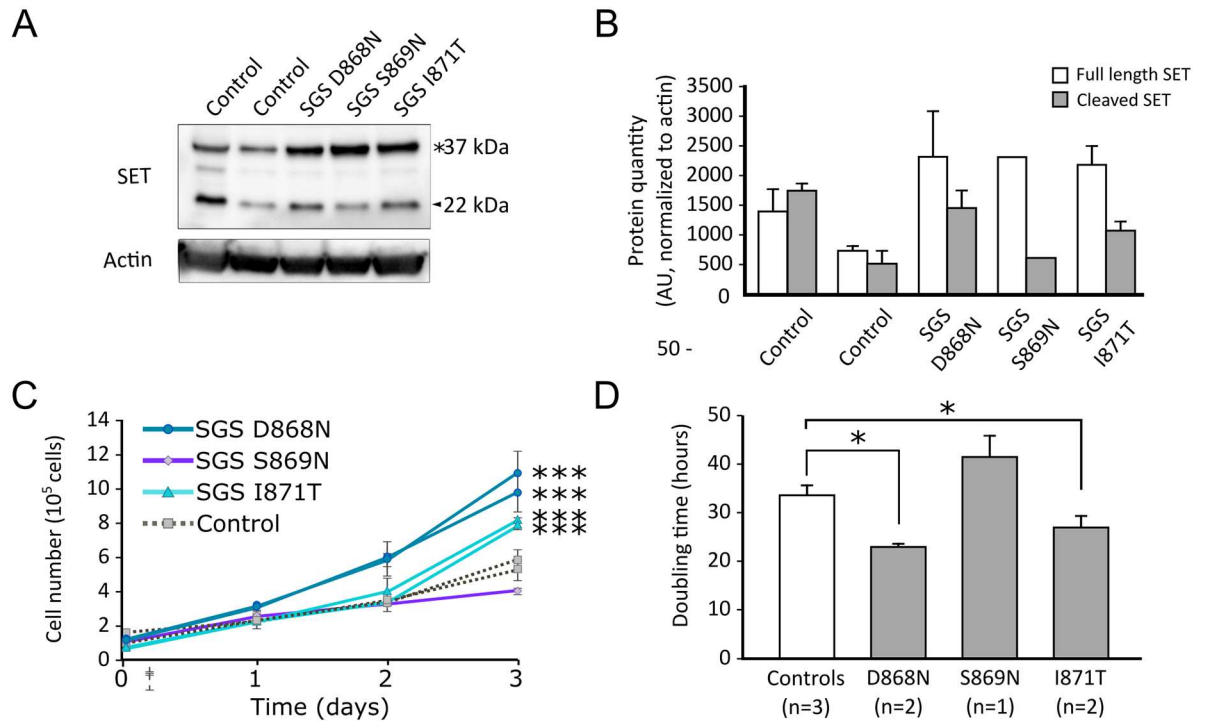 A
Control
Control
SGS D868N
SGS S869N
SGS I871T
SET
*37 kDa
22 kDa
Actin
B
Full length SET
Cleaved SET
Protein quantity
(AU, normalized to actin)
3500
3000
2500
2000
1500
1000
500
0
Control
Control
SGS
D868N
SGS
S869N
SGS
I871T
50 -
C
SGS D868N
SGS S869N
SGS I871T
Control
Cell number (10⁵ cells)
14
12
10
8
6
4
2
0
***
***
***
***
0
1
2
3
Time (days)
D
Doubling time (hours)
50
40
30
20
10
0
*
*
Controls
(n=3)
D868N
(n=2)
S869N
(n=1)
I871T
(n=2)